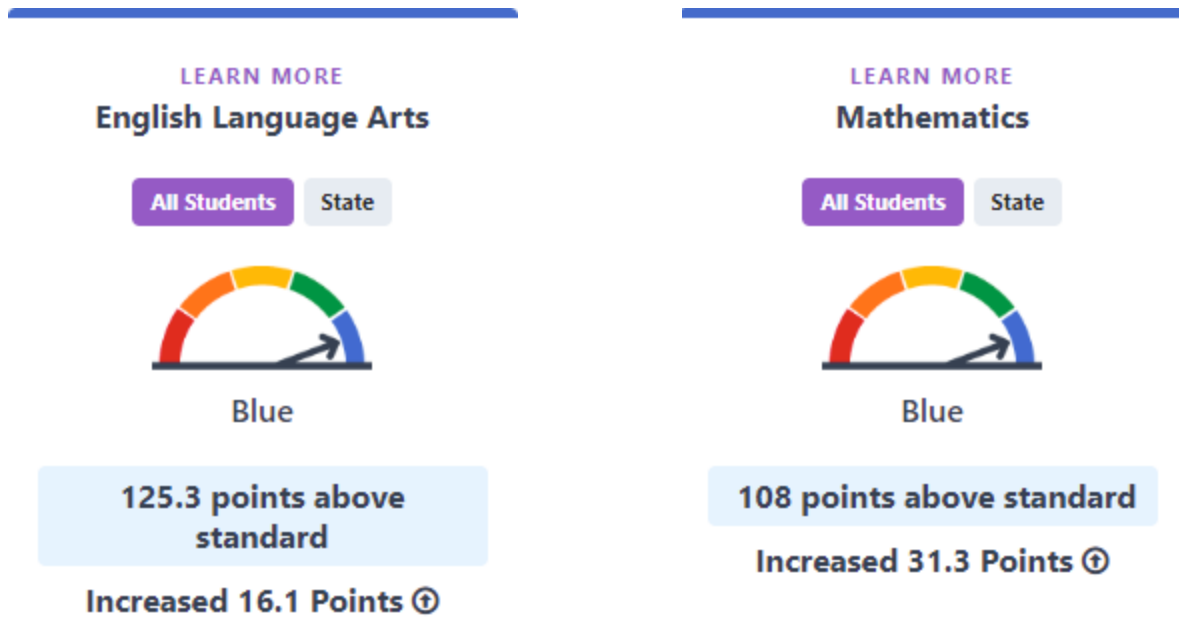 LEARN MORE
English Language Arts
All Students
State
Blue
125.3 points above
standard
Increased 16.1 Points
LEARN MORE
Mathematics
All Students
State
Blue
108 points above standard
Increased 31.3 Points